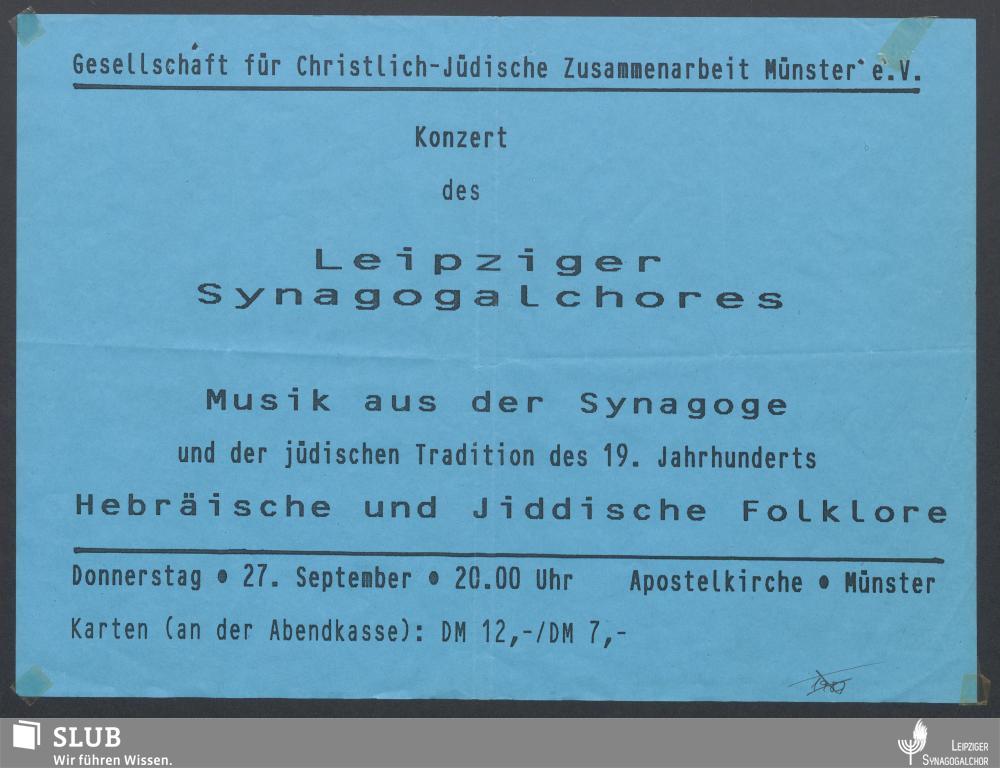 Gesellschaft für Christlich-Jüdische Zusammenarbeit Münster e.V.
Konzert
des
Leipziger
Synagogalchores
Musik aus der Synagoge
und der jüdischen Tradition des 19. Jahrhunderts
Hebräische und Jiddische Folklore
Donnerstag • 27. September • 20.00 Uhr Apostelkirche • Münster
Karten (an der Abendkasse): DM 12,-/DM 7,-
SLUB
Wir führen Wissen.
LEIPZIGER
SYNAGOGALCHOR